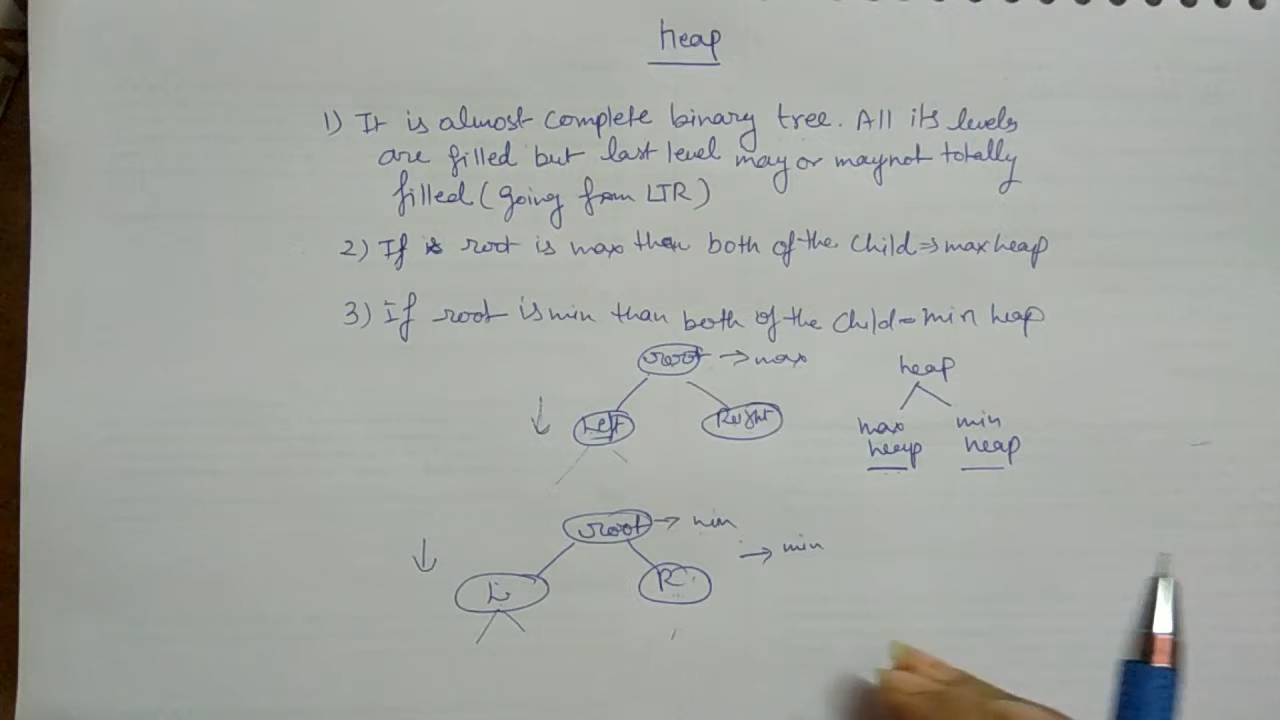 heap
1) It is almost complete binary tree. All its levels
are filled but last level may or maynot totally
filled (going from LTR)
2) If root is max than both of the child => max heap
3) If root is min than both of the child = min heap
root → max
heap
↓ Left Right
max min
heap heap
root → min
↓ → min
L R